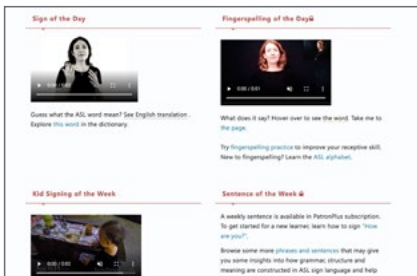 Sign of the Day
0:00 / 0:03
Guess what the ASL word mean? See English translation .
Explore this word in the dictionary.
Fingerspelling of the Day
0:00 / 0:01
What does it say? Hover over to see the word. Take me to
the page.
Try fingerspelling practice to improve your receptive skill.
New to fingerspelling? Learn the ASL alphabet.
Kid Signing of the Week
Sentence of the Week
A weekly sentence is available in PatronPlus subscription.
To get started for a new learner, learn how to sign "How
are you?".
Browse some more phrases and sentences that may give
you some insights into how grammar, structure and
meaning are constructed in ASL sign language and help